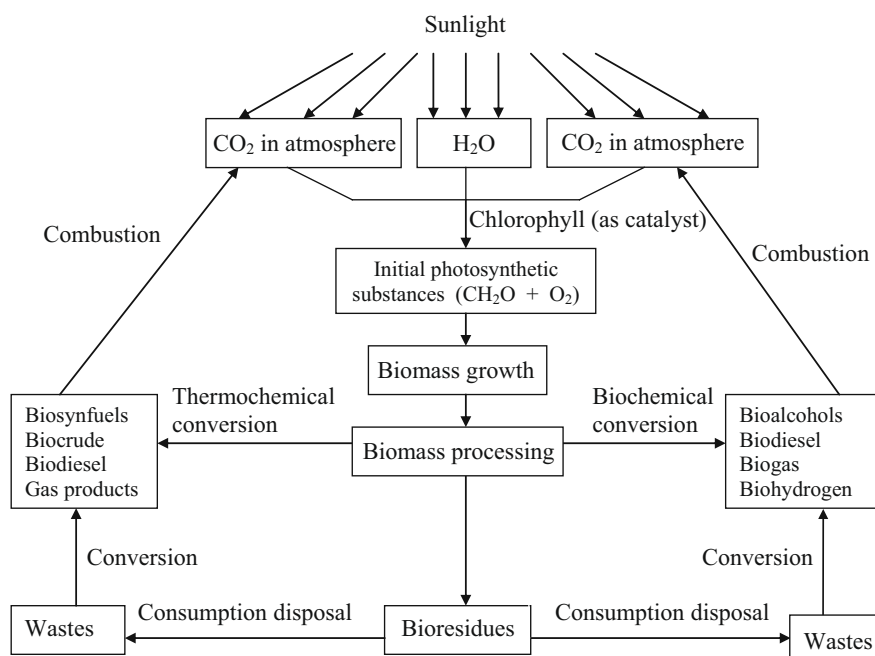 Sunlight
CO₂ in atmosphere
H₂O
CO₂ in atmosphere
Chlorophyll (as catalyst)
Combustion
Combustion
Initial photosynthetic
substances (CH₂O + O₂)
Biomass growth
Thermochemical
conversion
Biochemical
conversion
Biosynfuels
Biocrude
Biodiesel
Gas products
Biomass processing
Bioalcohols
Biodiesel
Biogas
Biohydrogen
Conversion
Conversion
Wastes
Consumption disposal
Bioresidues
Consumption disposal
Wastes